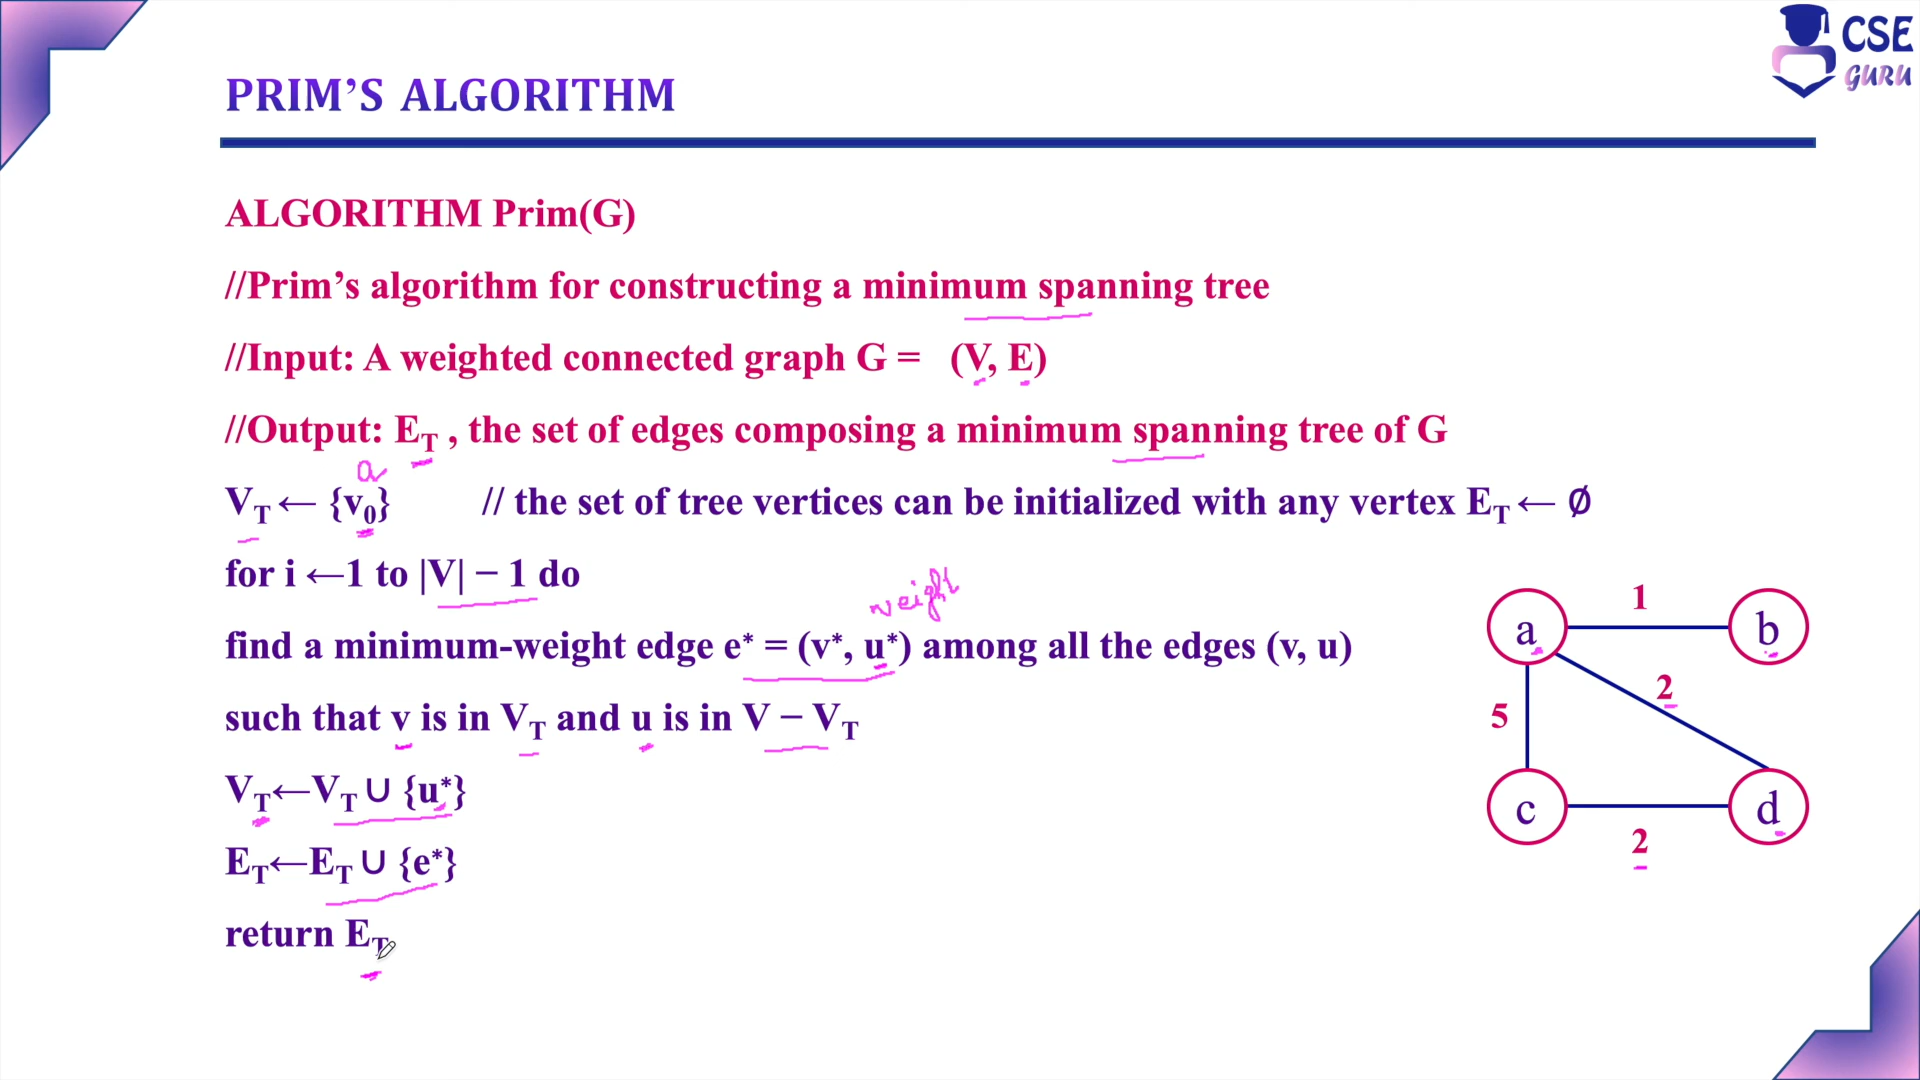 CSE
GURU
PRIM’S ALGORITHM
ALGORITHM Prim(G)
//Prim’s algorithm for constructing a minimum spanning tree
//Input: A weighted connected graph G = (V, E)
//Output: E_T , the set of edges composing a minimum spanning tree of G
a
V_T ← {v_0} // the set of tree vertices can be initialized with any vertex E_T ← ∅
for i ←1 to |V| − 1 do
weight
find a minimum-weight edge e* = (v*, u*) among all the edges (v, u)
such that v is in V_T and u is in V − V_T
V_T←V_T ∪ {u*}
E_T←E_T ∪ {e*}
return E_T
1
a b
2
5
c d
2